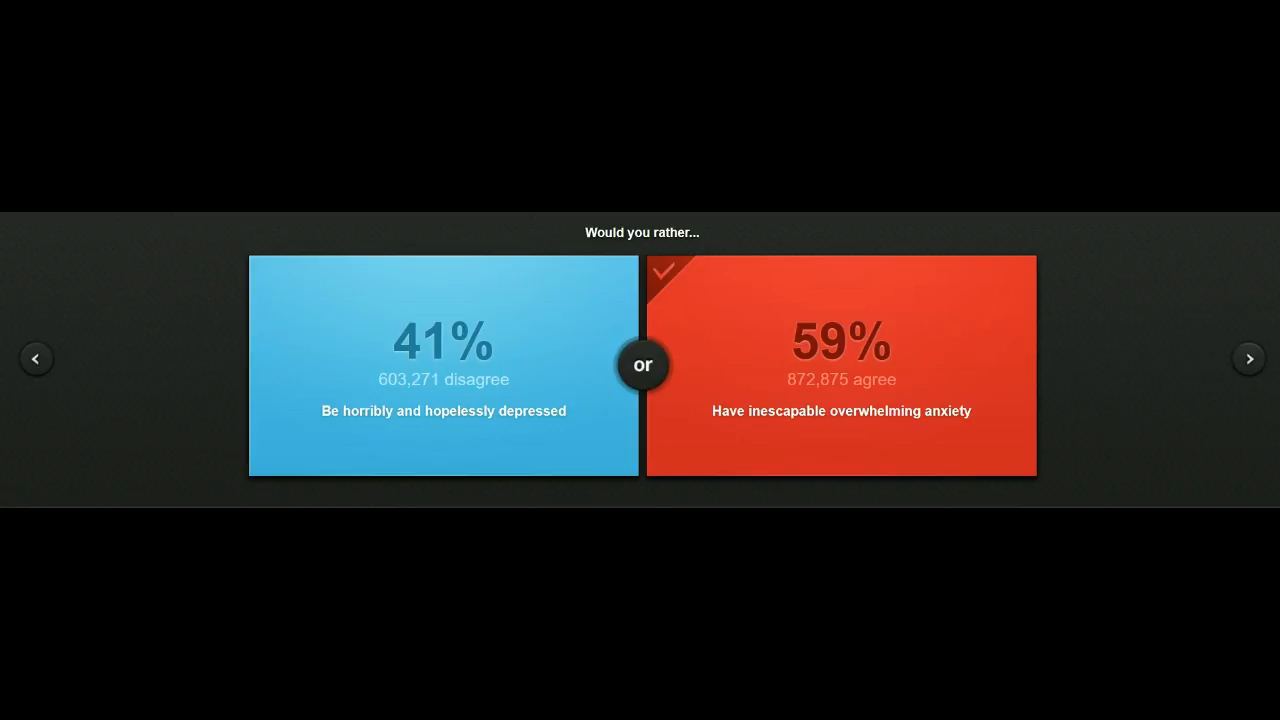 Would you rather...
41%
603,271 disagree
Be horribly and hopelessly depressed
or
59%
872,875 agree
Have inescapable overwhelming anxiety